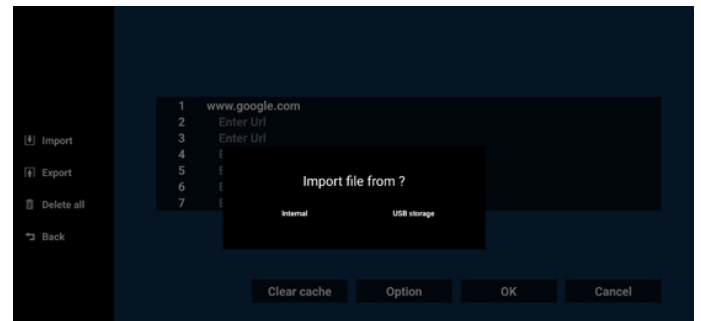 1 www.google.com
2 Enter Url
3 Enter Url
4 E
5 E
6 E
7 E
Import
Export
Delete all
Back
Import file from ?
Internal USB storage
Clear cache Option OK Cancel